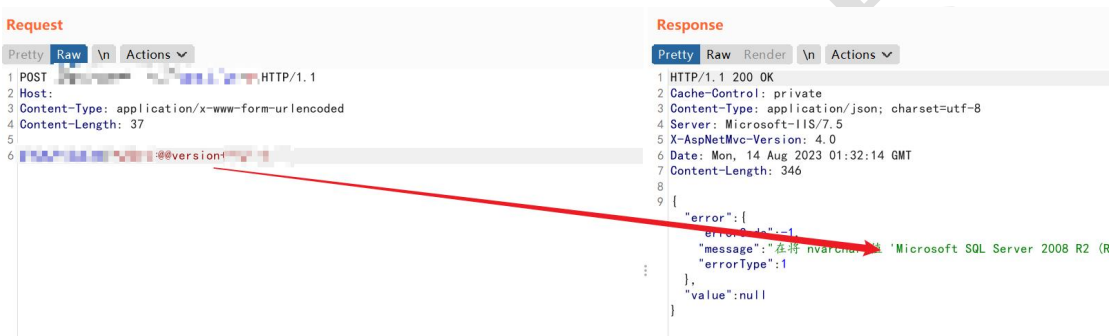 Request
Pretty Raw \n Actions
1 POST HTTP/1.1
2 Host:
3 Content-Type: application/x-www-form-urlencoded
4 Content-Length: 37
5
6 @@version
Response
Pretty Raw Render \n Actions
1 HTTP/1.1 200 OK
2 Cache-Control: private
3 Content-Type: application/json; charset=utf-8
4 Server: Microsoft-IIS/7.5
5 X-AspNetMvc-Version: 4.0
6 Date: Mon, 14 Aug 2023 01:32:14 GMT
7 Content-Length: 346
8
9 {
"error":{
"errorCode":-1,
"message":"在将 nvarchar 值 'Microsoft SQL Server 2008 R2 (R
"errorType":1
},
"value":null
}